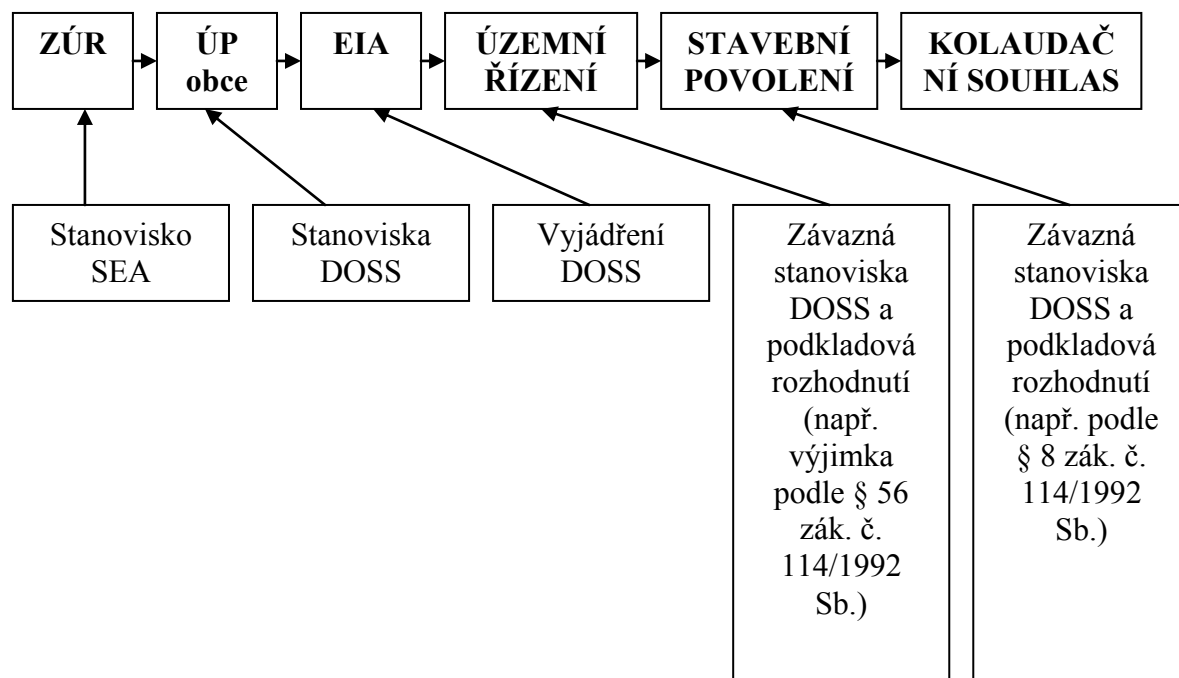 ZÚR
ÚP
obce
EIA
ÚZEMNÍ
ŘÍZENÍ
STAVEBNÍ
POVOLENÍ
KOLAUDAČ
NÍ SOUHLAS
Stanovisko
SEA
Stanoviska
DOSS
Vyjádření
DOSS
Závazná
stanoviska
DOSS a
podkladová
rozhodnutí
(např.
výjimka
podle § 56
zák. č.
114/1992
Sb.)
Závazná
stanoviska
DOSS a
podkladová
rozhodnutí
(např. podle
§ 8 zák. č.
114/1992
Sb.)